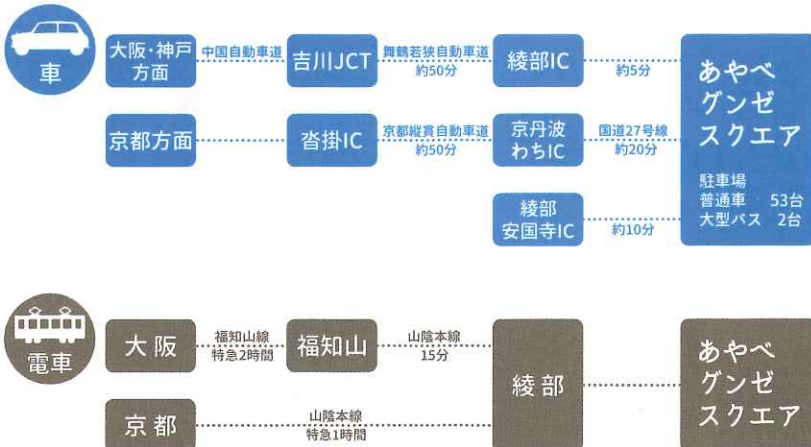 車
大阪・神戸
方面
中国自動車道
吉川JCT
舞鶴若狭自動車道
約50分
綾部IC
約5分
京都方面
沓掛IC
京都縦貫自動車道
約50分
京丹波
わちIC
国道27号線
約20分
綾部
安国寺IC
約10分
あやべ
グンゼ
スクエア
駐車場
普通車 53台
大型バス 2台
電車
大阪
福知山線
特急2時間
福知山
山陰本線
15分
京都
山陰本線
特急1時間
綾部
あやべ
グンゼ
スクエア